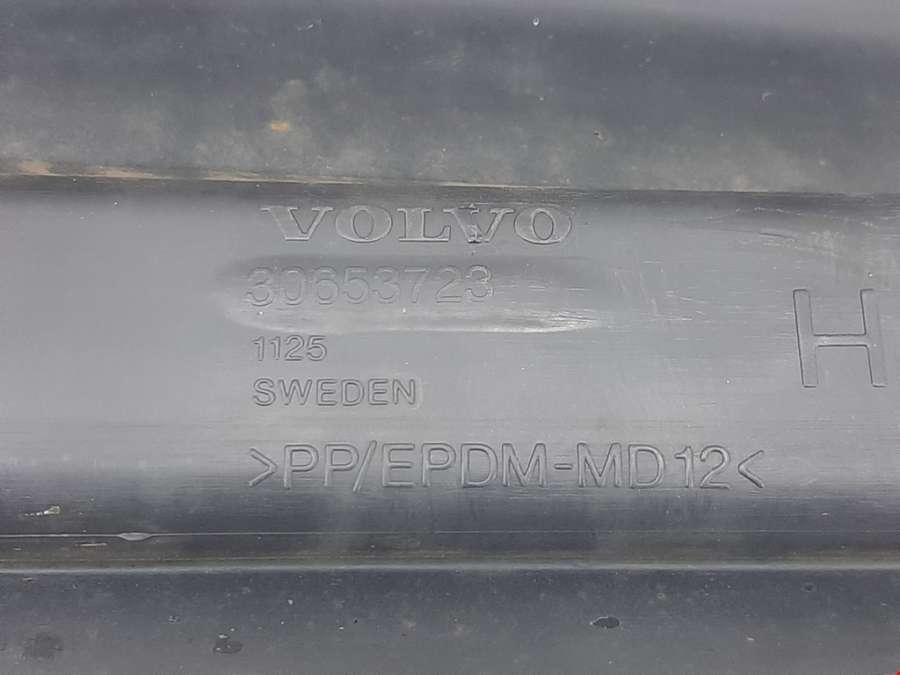 VOLVO
30653723
1125
SWEDEN
H
>PP/EPDM-MD12<